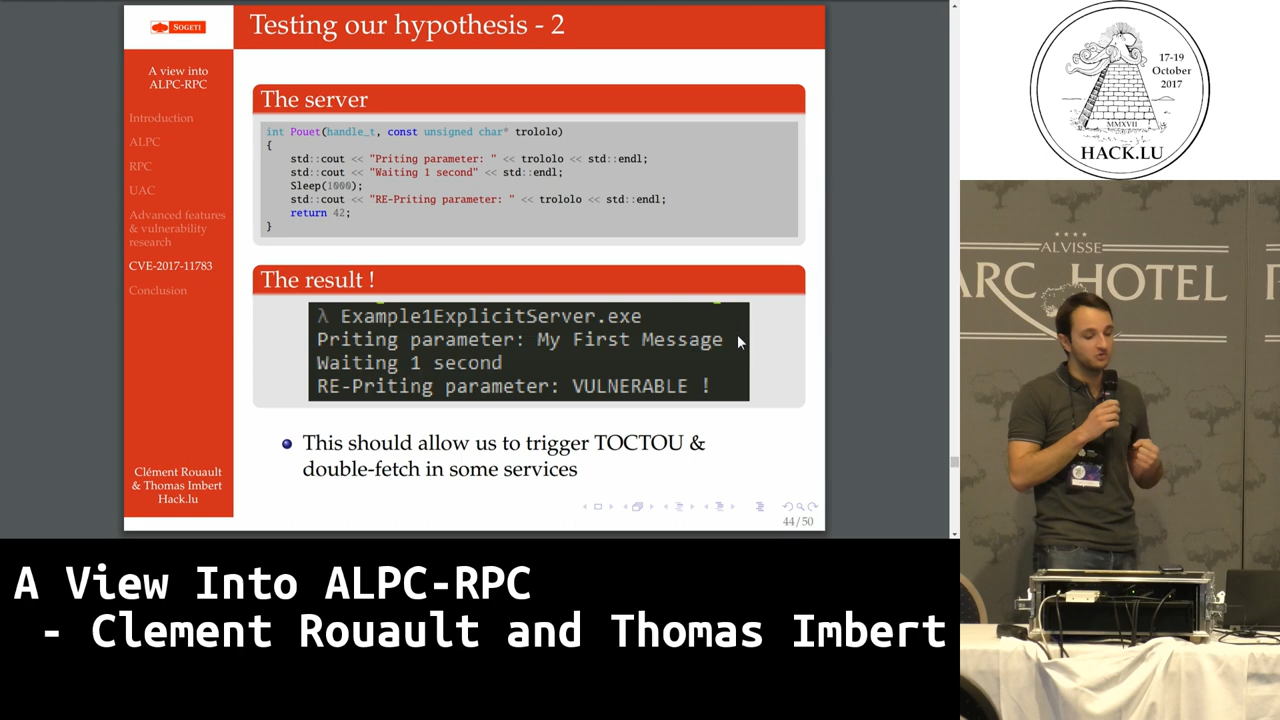 SOGETI
Testing our hypothesis - 2
A view into
ALPC-RPC
Introduction
ALPC
RPC
UAC
Advanced features
& vulnerability
research
CVE-2017-11783
Conclusion
Clément Rouault
& Thomas Imbert
Hack.lu
The server
int Pouet(handle_t, const unsigned char* trololo)
{
std::cout << "Priting parameter: " << trololo << std::endl;
std::cout << "Waiting 1 second" << std::endl;
Sleep(1000);
std::cout << "RE-Priting parameter: " << trololo << std::endl;
return 42;
}
The result !
λ Example1ExplicitServer.exe
Priting parameter: My First Message
Waiting 1 second
RE-Priting parameter: VULNERABLE !
This should allow us to trigger TOCTOU &
double-fetch in some services
44/50
17-19
October
2017
MMXVII
HACK.LU
ALVISSE
ARC HOTEL
A View Into ALPC-RPC
- Clement Rouault and Thomas Imbert